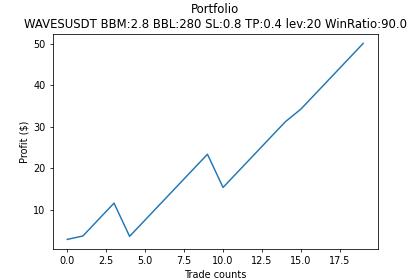 Portfolio
WAVESUSDT BBM:2.8 BBL:280 SL:0.8 TP:0.4 lev:20 WinRatio:90.0
50
40
30
20
10
Profit ($)
0.0 2.5 5.0 7.5 10.0 12.5 15.0 17.5
Trade counts